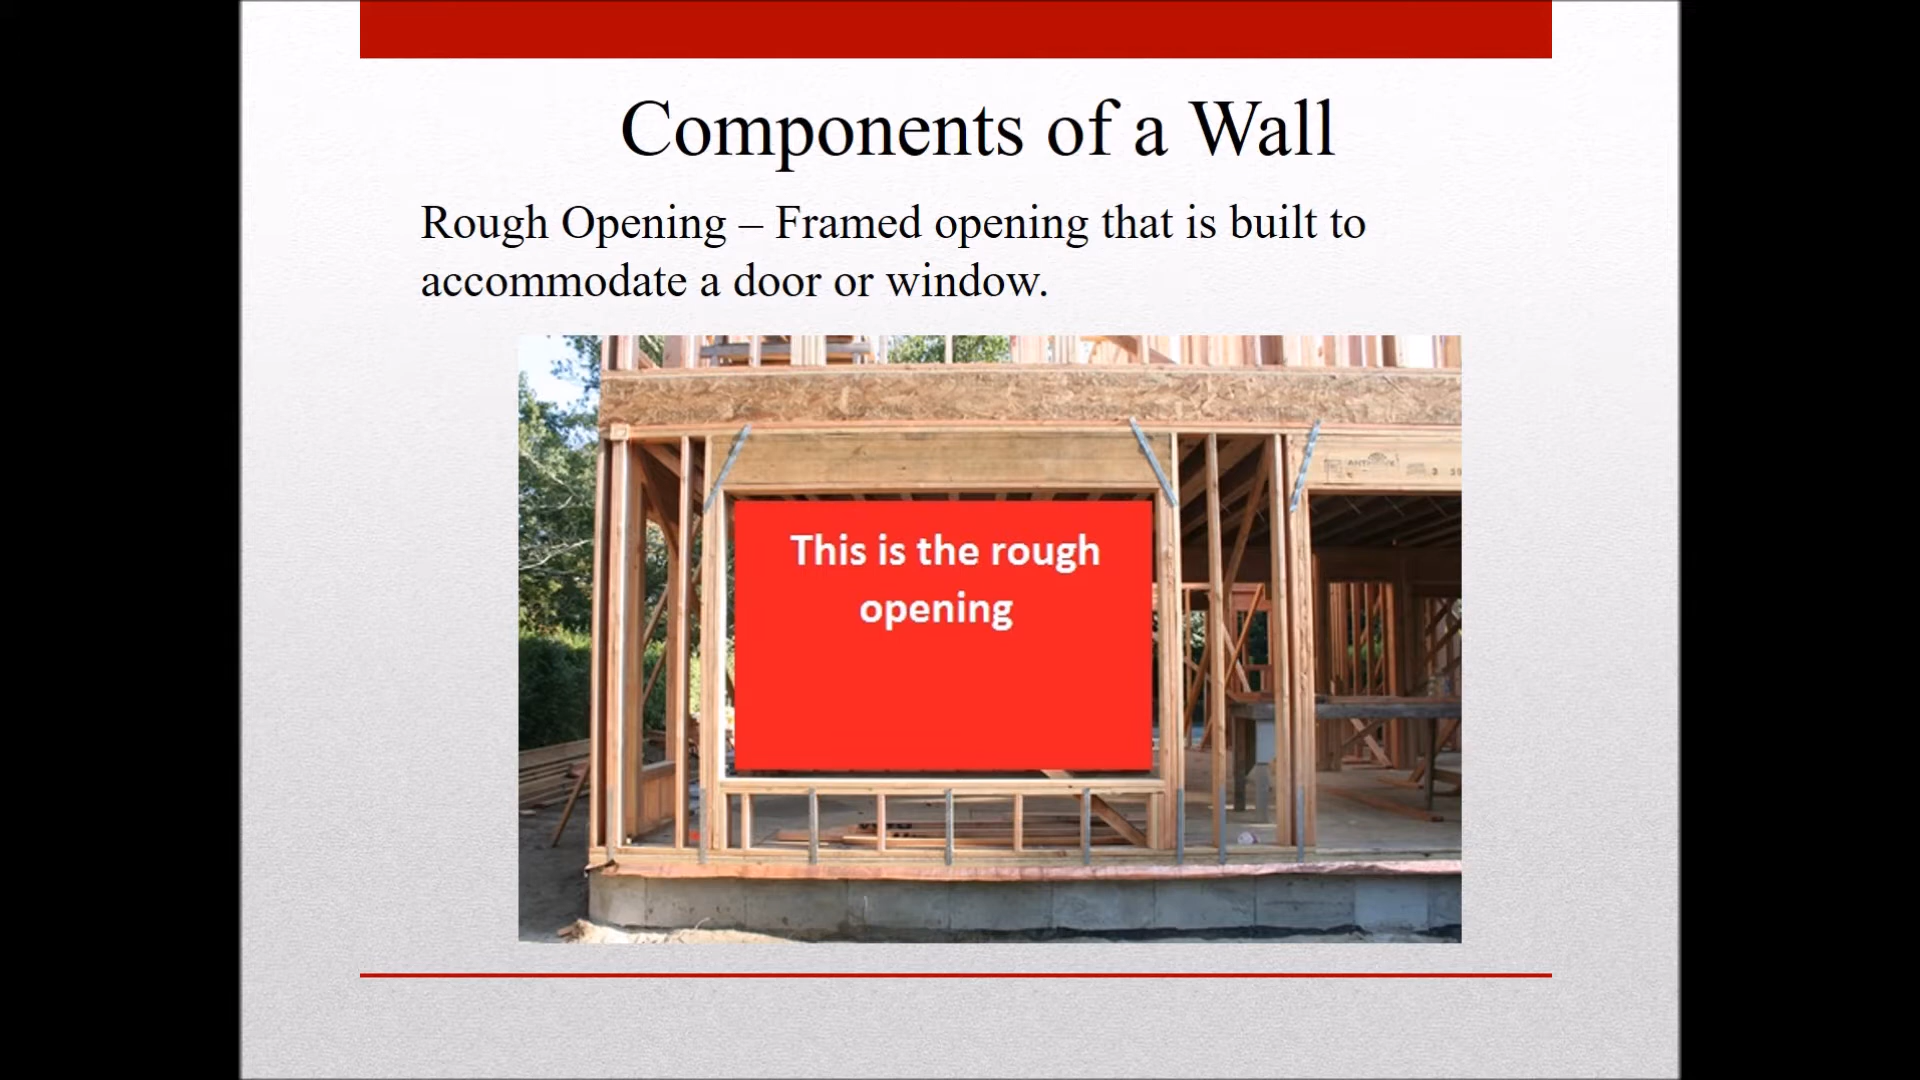 Components of a Wall
Rough Opening – Framed opening that is built to
accommodate a door or window.
This is the rough
opening